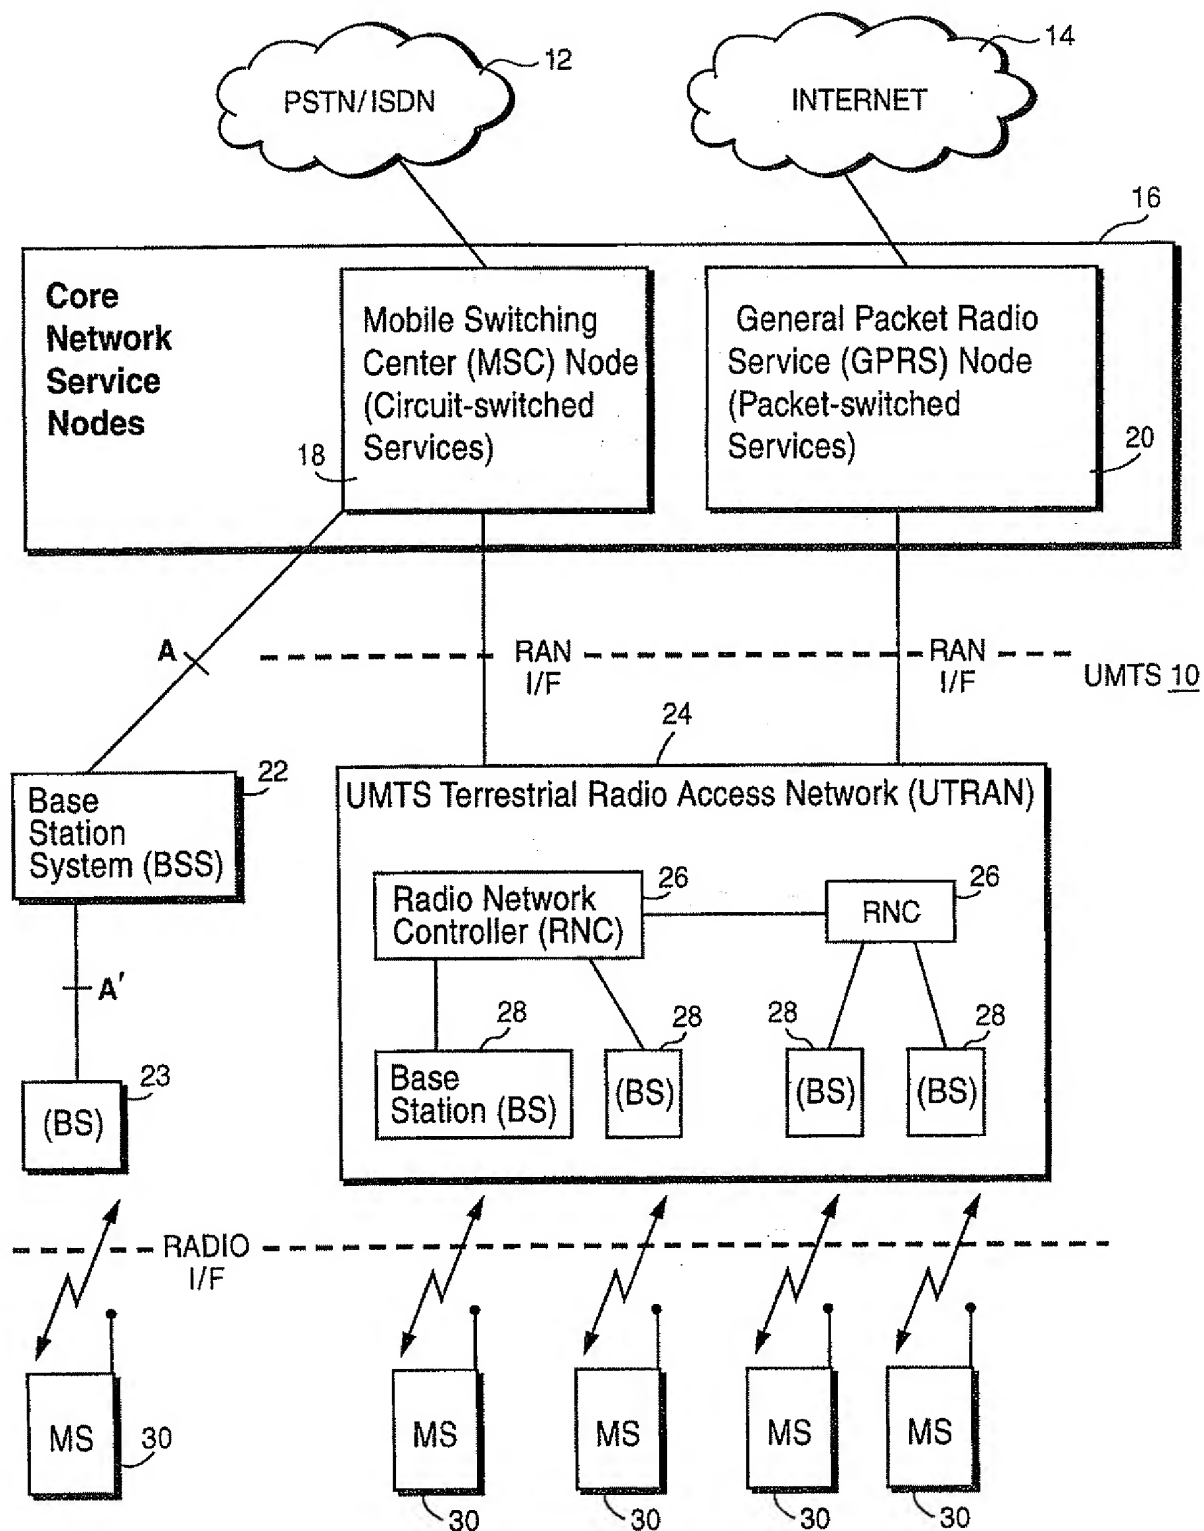 12
14
PSTN/ISDN
INTERNET
16
Core
Network
Service
Nodes
Mobile Switching
Center (MSC) Node
(Circuit-switched
Services)
18
General Packet Radio
Service (GPRS) Node
(Packet-switched
Services)
20
A
RAN
I/F
RAN
I/F
UMTS 10
24
22
Base
Station
System (BSS)
UMTS Terrestrial Radio Access Network (UTRAN)
Radio Network
Controller (RNC)
26
RNC
26
A'
28
28
28
28
23
(BS)
Base
Station (BS)
(BS)
(BS)
(BS)
RADIO
I/F
MS
30
MS
30
MS
30
MS
30
MS
30